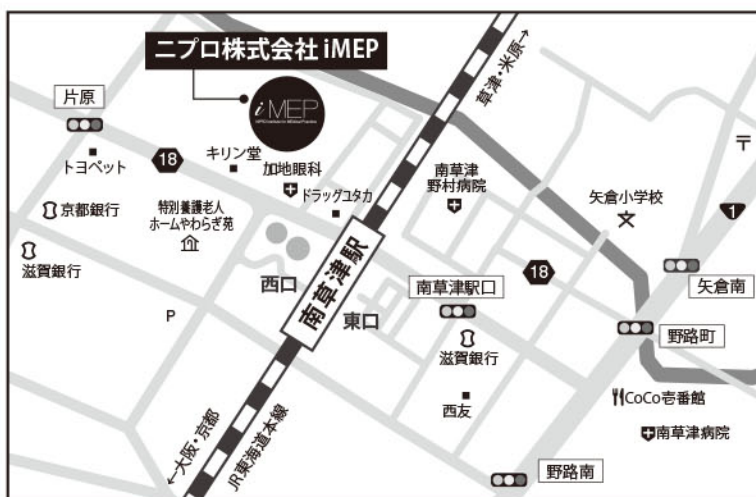 ニプロ株式会社 iMEP
iMEP
草津・米原→
片原
トヨペット
18
キリン堂
加地眼科
ドラッグユタカ
南草津
野村病院
〒
矢倉小学校
1
京都銀行
特別養護老人
ホームやわらぎ苑
滋賀銀行
西口
南草津駅
東口
南草津駅口
18
矢倉南
野路町
P
滋賀銀行
西友
CoCo壱番館
南草津病院
←大阪・京都
JR東海道本線
野路南